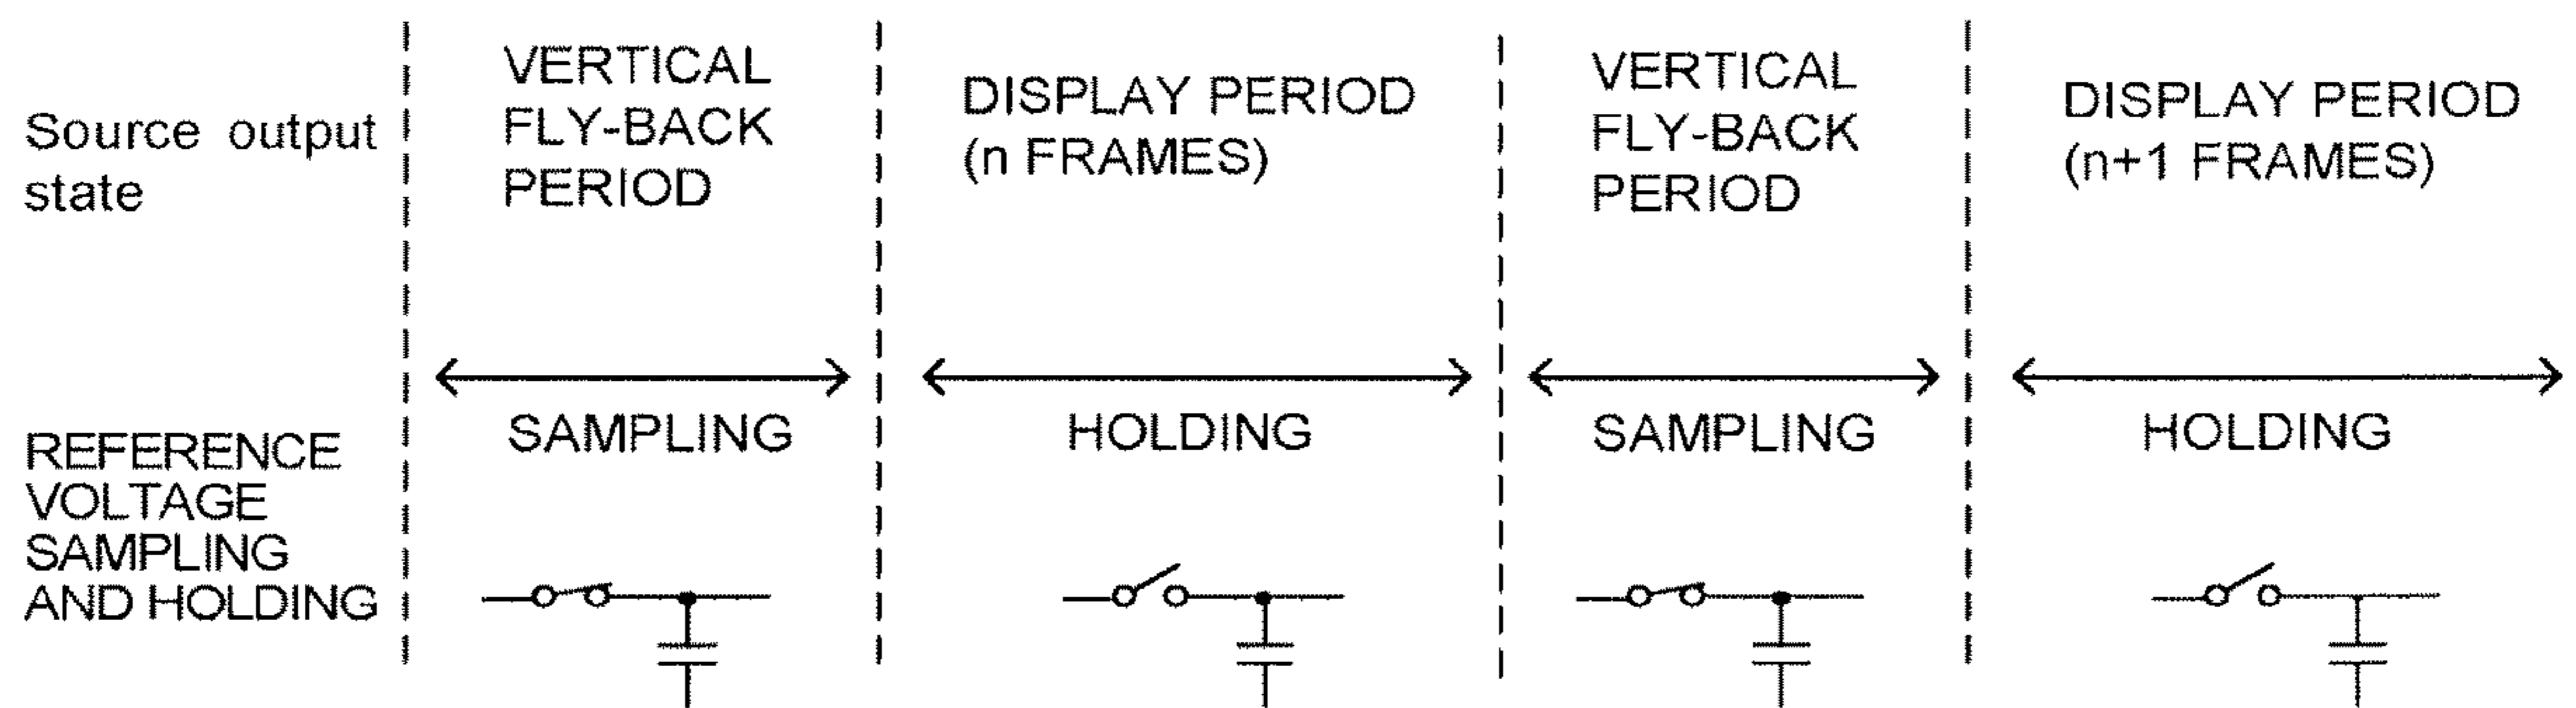 Source output
state
VERTICAL
FLY-BACK
PERIOD
DISPLAY PERIOD
(n FRAMES)
VERTICAL
FLY-BACK
PERIOD
DISPLAY PERIOD
(n+1 FRAMES)
REFERENCE
VOLTAGE
SAMPLING
AND HOLDING
SAMPLING
HOLDING
SAMPLING
HOLDING